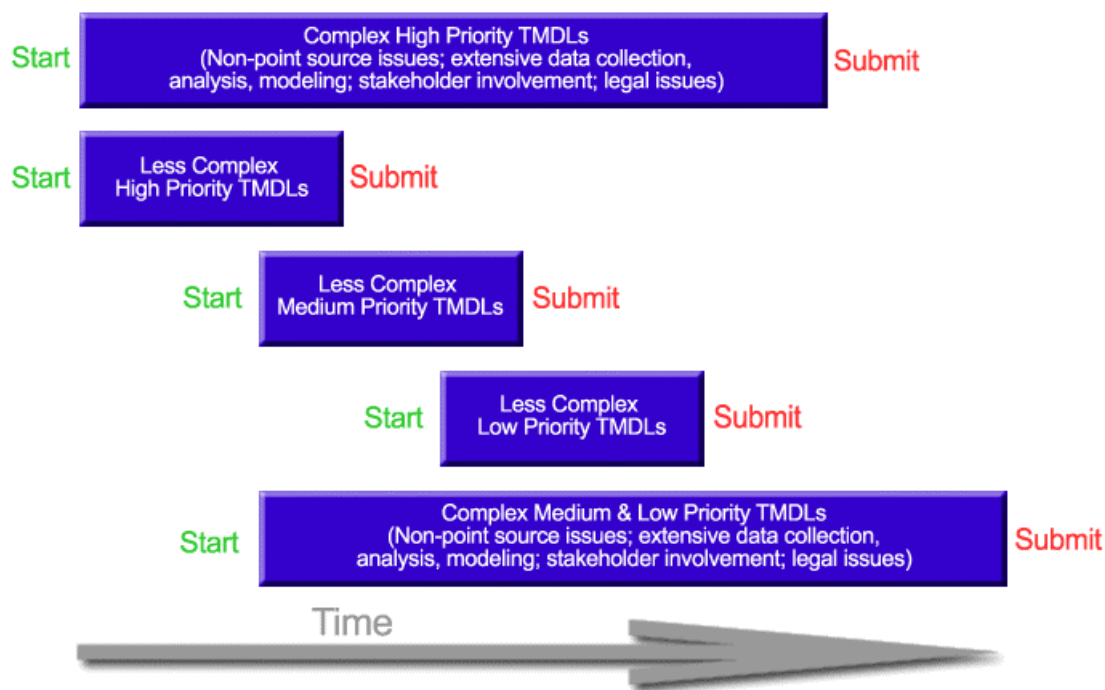 Complex High Priority TMDLs
Start
(Non-point source issues; extensive data collection,
Submit
analysis, modeling; stakeholder involvement; legal issues)
Less Complex
Start
Submit
High Priority TMDLs
Less Complex
Start
Submit
Medium Priority TMDLs
Less Complex
Start
Submit
Low Priority TMDLs
Complex Medium & Low Priority TMDLs
Start
(Non-point source issues; extensive data collection,
Submit
analysis, modeling; stakeholder involvement; legal issues)
Time